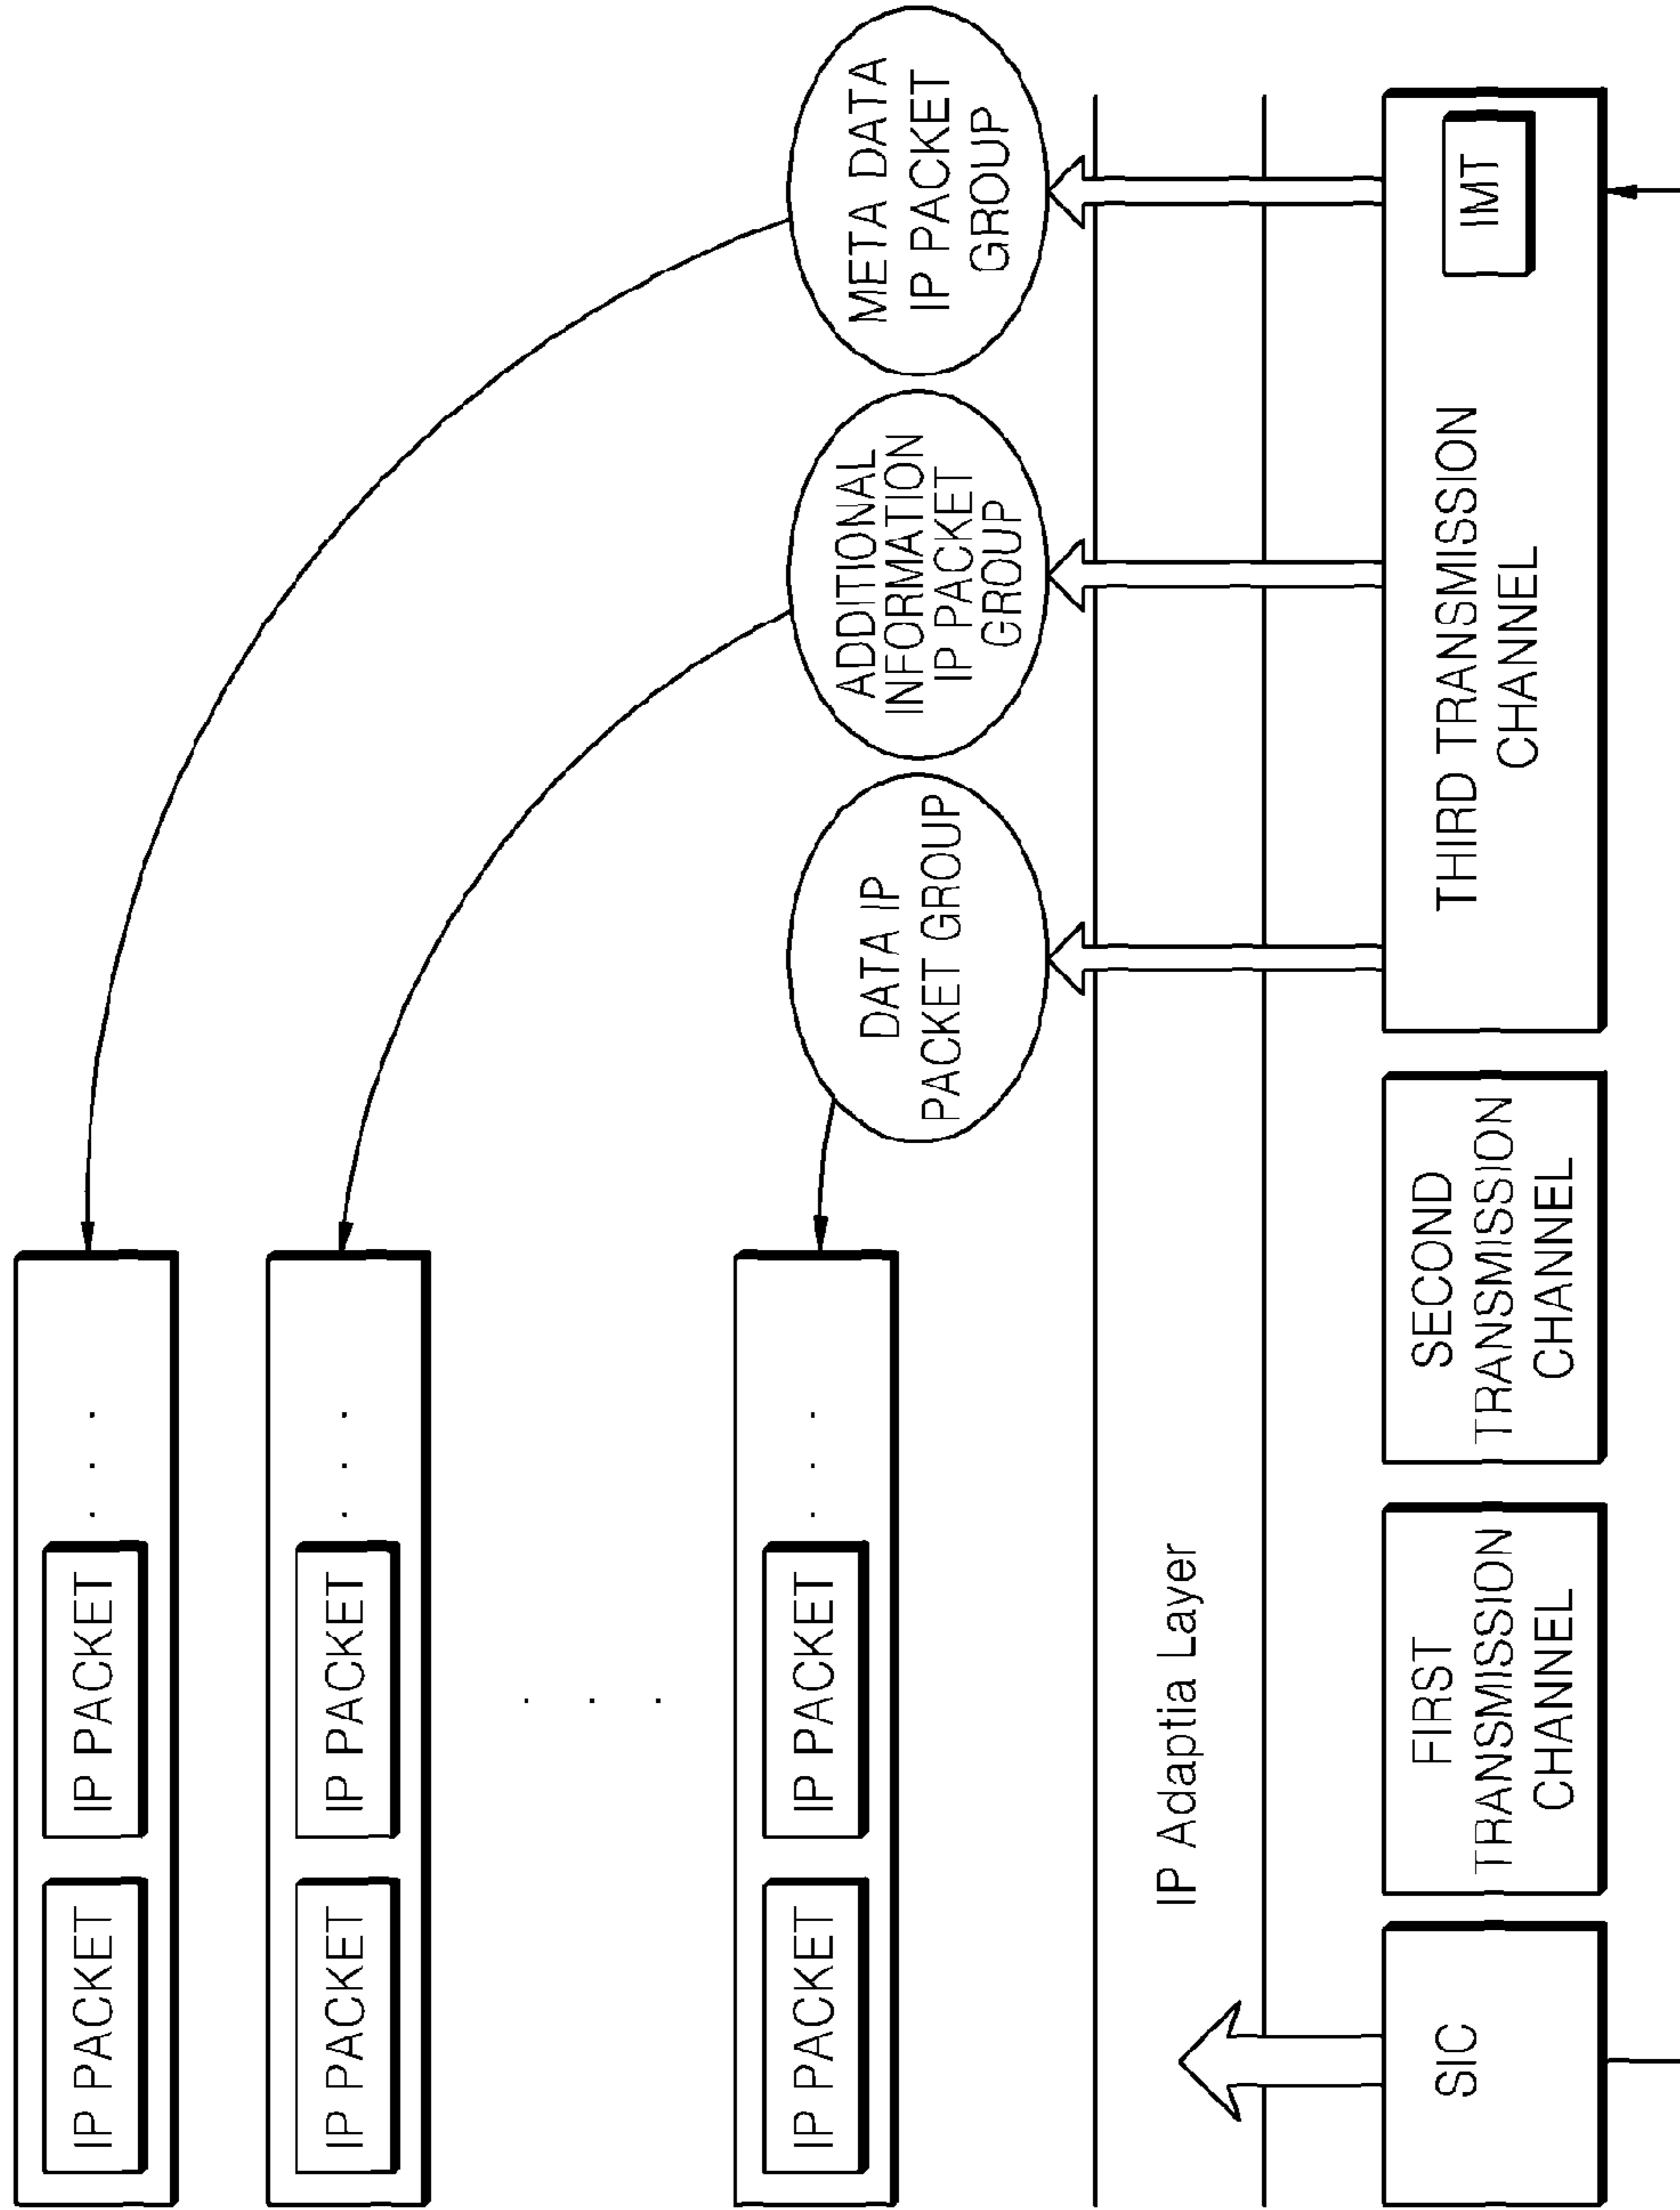 IP PACKET
IP PACKET
. . .
IP PACKET
IP PACKET
. . .
. . .
IP PACKET
IP PACKET
. . .
DATA IP
PACKET GROUP
ADDITIONAL
INFORMATION
IP PACKET
GROUP
META DATA
IP PACKET
GROUP
IP Adaptia Layer
SIC
FIRST
TRANSMISSION
CHANNEL
SECOND
TRANSMISSION
CHANNEL
THIRD TRANSMISSION
CHANNEL
IMT